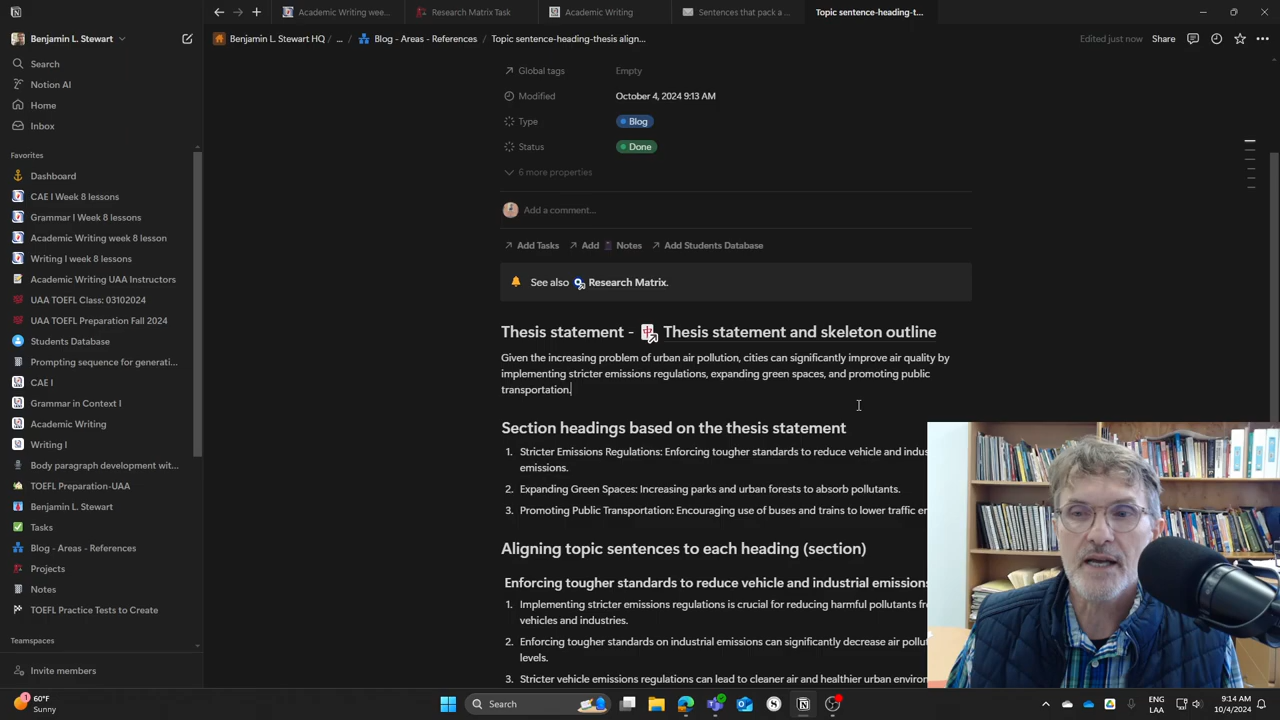 Academic Writing wee...
Research Matrix Task
Academic Writing
Sentences that pack a ...
Topic sentence-heading-t...
Benjamin L. Stewart
Benjamin L. Stewart HQ / ... / Blog - Areas - References / Topic sentence-heading-thesis align...
Edited just now
Share
Search
Notion AI
Home
Inbox
Favorites
Dashboard
CAE I Week 8 lessons
Grammar I Week 8 lessons
Academic Writing week 8 lesson
Writing I week 8 lessons
Academic Writing UAA Instructors
UAA TOEFL Class: 03102024
UAA TOEFL Preparation Fall 2024
Students Database
Prompting sequence for generati...
CAE I
Grammar in Context I
Academic Writing
Writing I
Body paragraph development wit...
TOEFL Preparation-UAA
Benjamin L. Stewart
Tasks
Blog - Areas - References
Projects
Notes
TOEFL Practice Tests to Create
Teamspaces
Invite members
Global tags Empty
Modified October 4, 2024 9:13 AM
Type Blog
Status Done
6 more properties
Add a comment...
Add Tasks Add Notes Add Students Database
See also Research Matrix.
Thesis statement - 中 Thesis statement and skeleton outline
Given the increasing problem of urban air pollution, cities can significantly improve air quality by
implementing stricter emissions regulations, expanding green spaces, and promoting public
transportation.
Section headings based on the thesis statement
1. Stricter Emissions Regulations: Enforcing tougher standards to reduce vehicle and indus
emissions.
2. Expanding Green Spaces: Increasing parks and urban forests to absorb pollutants.
3. Promoting Public Transportation: Encouraging use of buses and trains to lower traffic e
Aligning topic sentences to each heading (section)
Enforcing tougher standards to reduce vehicle and industrial emissions
1. Implementing stricter emissions regulations is crucial for reducing harmful pollutants fr
vehicles and industries.
2. Enforcing tougher standards on industrial emissions can significantly decrease air pollut
levels.
3. Stricter vehicle emissions regulations can lead to cleaner air and healthier urban environ
1
60°F
Sunny
Search
ENG
LAA
9:14 AM
10/4/2024